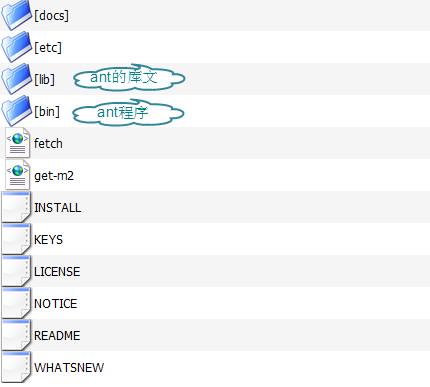 [docs]
[etc]
[lib] ant的库文
[bin] ant程序
fetch
get-m2
INSTALL
KEYS
LICENSE
NOTICE
README
WHATSNEW